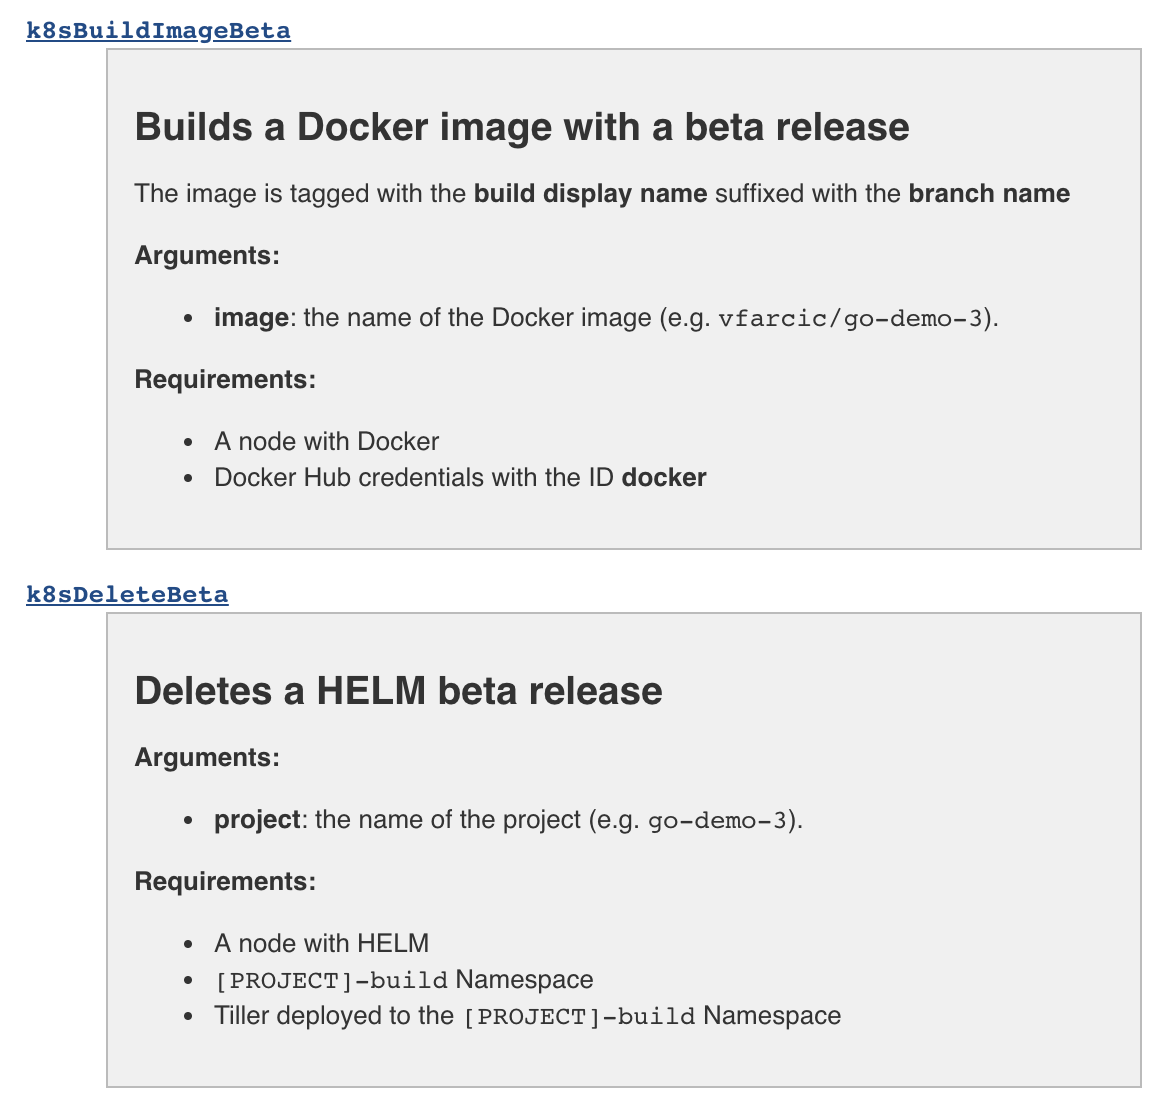 k8sBuildImageBeta
Builds a Docker image with a beta release
The image is tagged with the build display name suffixed with the branch name
Arguments:
• image: the name of the Docker image (e.g. vfarcic/go-demo-3).
Requirements:
• A node with Docker
• Docker Hub credentials with the ID docker
k8sDeleteBeta
Deletes a HELM beta release
Arguments:
• project: the name of the project (e.g. go-demo-3).
Requirements:
• A node with HELM
• [PROJECT]-build Namespace
• Tiller deployed to the [PROJECT]-build Namespace